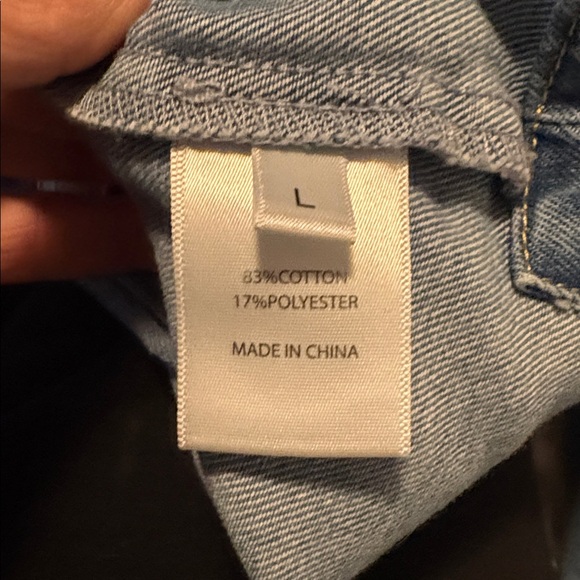 L
83%COTTON
17%POLYESTER
MADE IN CHINA